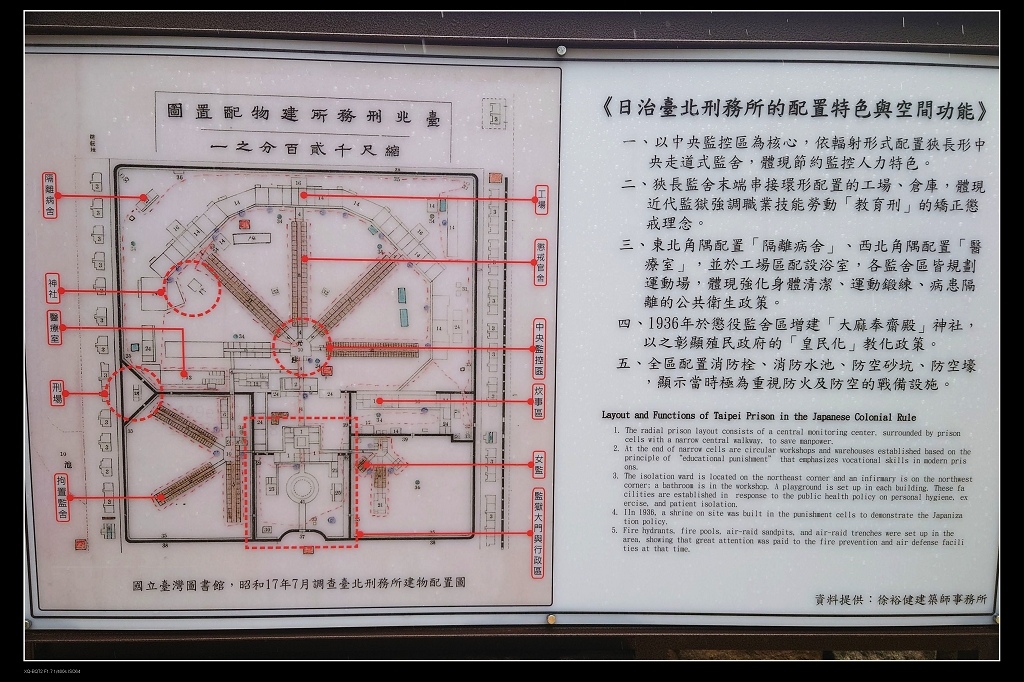 圖置配物建所務刑北臺
一之分百貳千尺縮
隔離病舍
神社
醫療室
刑場
拘置監舍
工場
懲戒官舍
中央監控區
炊事區
女監
監獄大門與行政區
國立臺灣圖書館，昭和17年7月調查臺北刑務所建物配置圖
《日治臺北刑務所的配置特色與空間功能》
一、以中央監控區為核心，依輻射形式配置狹長形中
央走道式監舍，體現節約監控人力特色。
二、狹長監舍末端串接環形配置的工場、倉庫，體現
近代監獄強調職業技能勞動「教育刑」的矯正懲
戒理念。
三、東北角隅配置「隔離病舍」、西北角隅配置「醫
療室」，並於工場區配設浴室，各監舍區皆規劃
運動場，體現強化身體清潔、運動鍛練、病患隔
離的公共衛生政策。
四、1936年於懲役監舍區增建「大麻奉齋殿」神社，
以之彰顯殖民政府的「皇民化」教化政策。
五、全區配置消防栓、消防水池、防空砂坑、防空壕
，顯示當時極為重視防火及防空的戰備設施。
Layout and Functions of Taipei Prison in the Japanese Colonial Rule
1. The radial prison layout consists of a central monitoring center, surrounded by prison
cells with a narrow central walkway, to save manpower.
2. At the end of narrow cells are circular workshops and warehouses established based on the
principle of "educational punishment" that emphasizes vocational skills in modern pris
ons.
3. The isolation ward is located on the northeast corner and an infirmary is on the northwest
corner; a bathroom is in the workshop. A playground is set up in each building. These fa
cilities are established in response to the public health policy on personal hygiene, ex
ercise, and patient isolation.
4. IIn 1936, a shrine on site was built in the punishment cells to demonstrate the Japaniza
tion policy.
5. Fire hydrants, fire pools, air-raid sandpits, and air-raid trenches were set up in the
area, showing that great attention was paid to the fire prevention and air defense facili
ties at that time.
資料提供：徐裕健建築師事務所